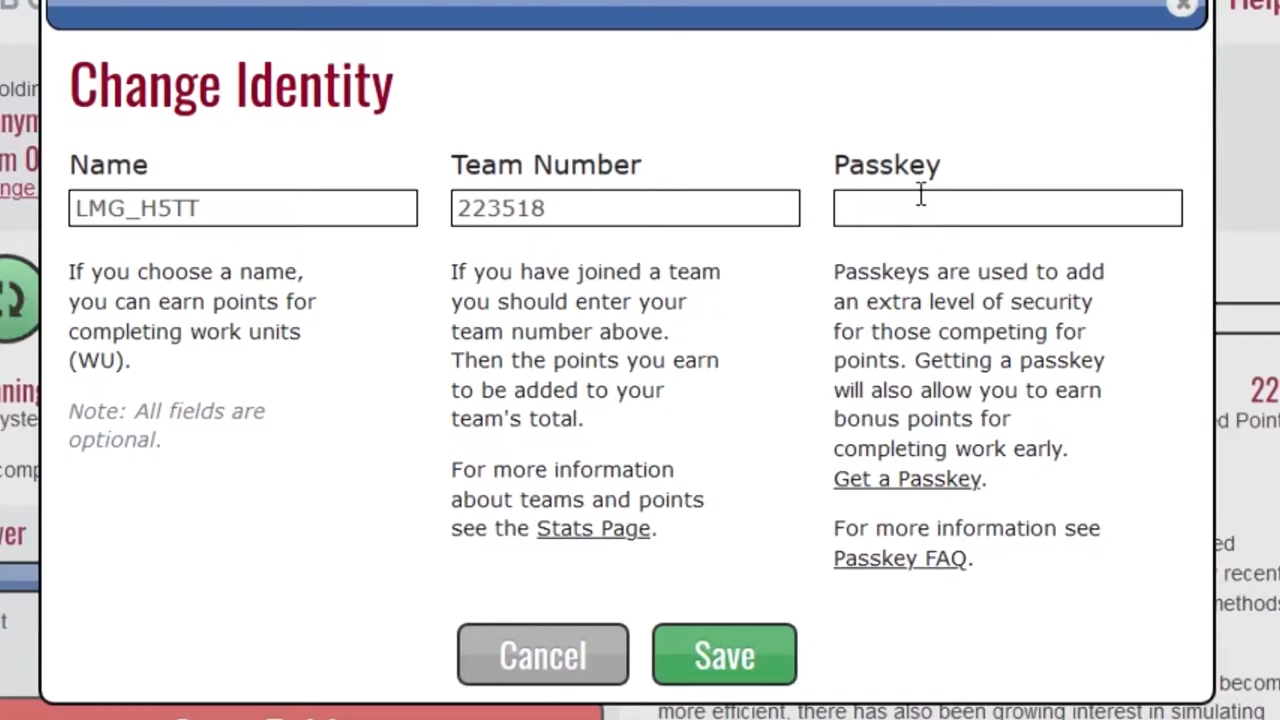 Change Identity
Name
Team Number
Passkey
LMG_H5TT
223518
If you choose a name,
you can earn points for
completing work units
(WU).
Note: All fields are
optional.
If you have joined a team
you should enter your
team number above.
Then the points you earn
to be added to your
team's total.
For more information
about teams and points
see the Stats Page.
Passkeys are used to add
an extra level of security
for those competing for
points. Getting a passkey
will also allow you to earn
bonus points for
completing work early.
Get a Passkey.
For more information see
Passkey FAQ.
Cancel
Save
22
recent
more efficient, there has also been growing interest in simulating